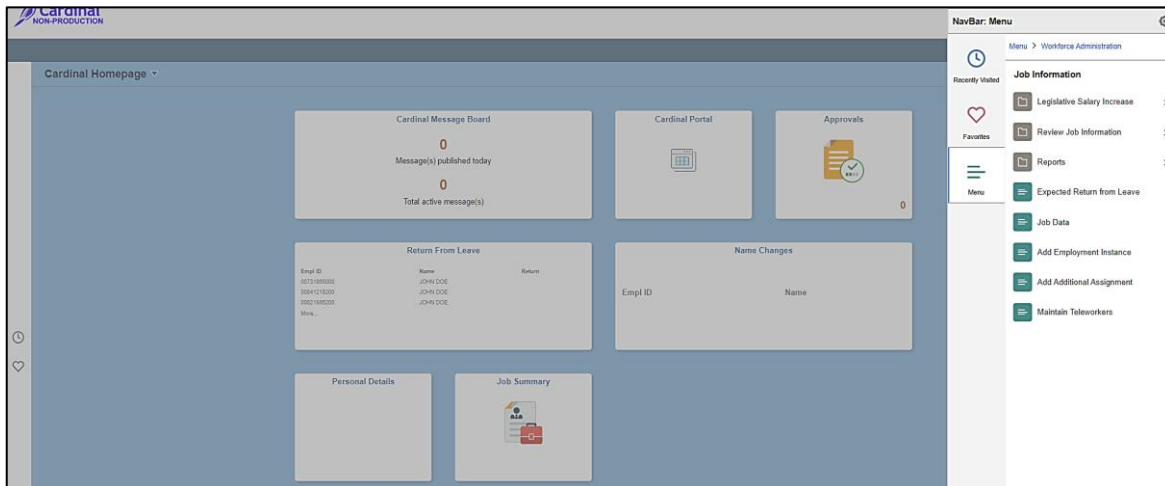 Cardinal
NON-PRODUCTION
NavBar: Menu
Cardinal Homepage
Recently Visited
Favorites
Menu
Menu > Workforce Administration
Job Information
Legislative Salary Increase
Review Job Information
Reports
Expected Return from Leave
Job Data
Add Employment Instance
Add Additional Assignment
Maintain Teleworkers
Cardinal Message Board
0
Message(s) published today
0
Total active message(s)
Cardinal Portal
Approvals
0
Return From Leave
Empl ID Name Return
JOHN DOE
JOHN DOE
JOHN DOE
More...
Name Changes
Empl ID Name
Personal Details
Job Summary